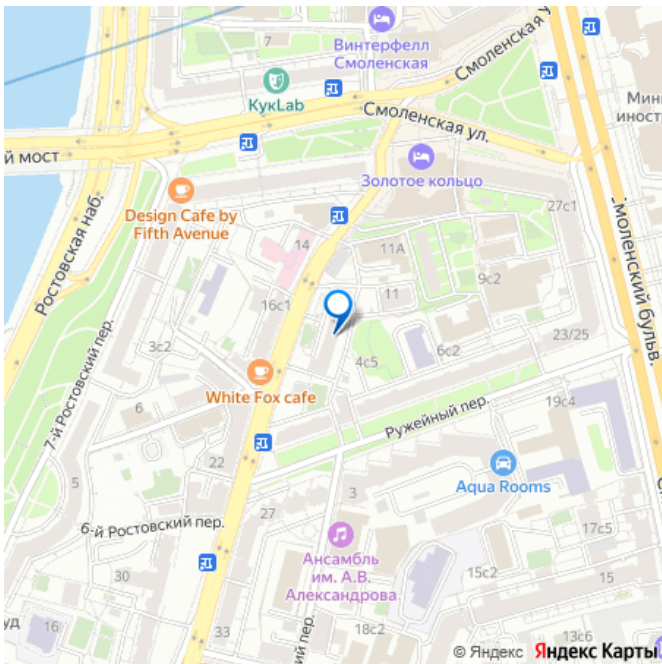 Винтерфелл
Смоленская
Смоленская у
КукLab
Мин
иност
Смоленская ул.
й мост
Золотое кольцо
Design Cafe by
Fifth Avenue
27с1
Ростовская наб.
Смоленский бульв.
14
11А
9с2
16с1
11
23/25
3с2
4с5
6с2
7-й Ростовский пер.
White Fox cafe
19с4
6
Ружейный пер.
22
Aqua Rooms
5
3
27
6-й Ростовский пер.
17с5
Ансамбль
им. А.В.
Александрова
30
15с2
15
16
уд
33
й пер.
18с2
13с6
© Яндекс Яндекс Карты